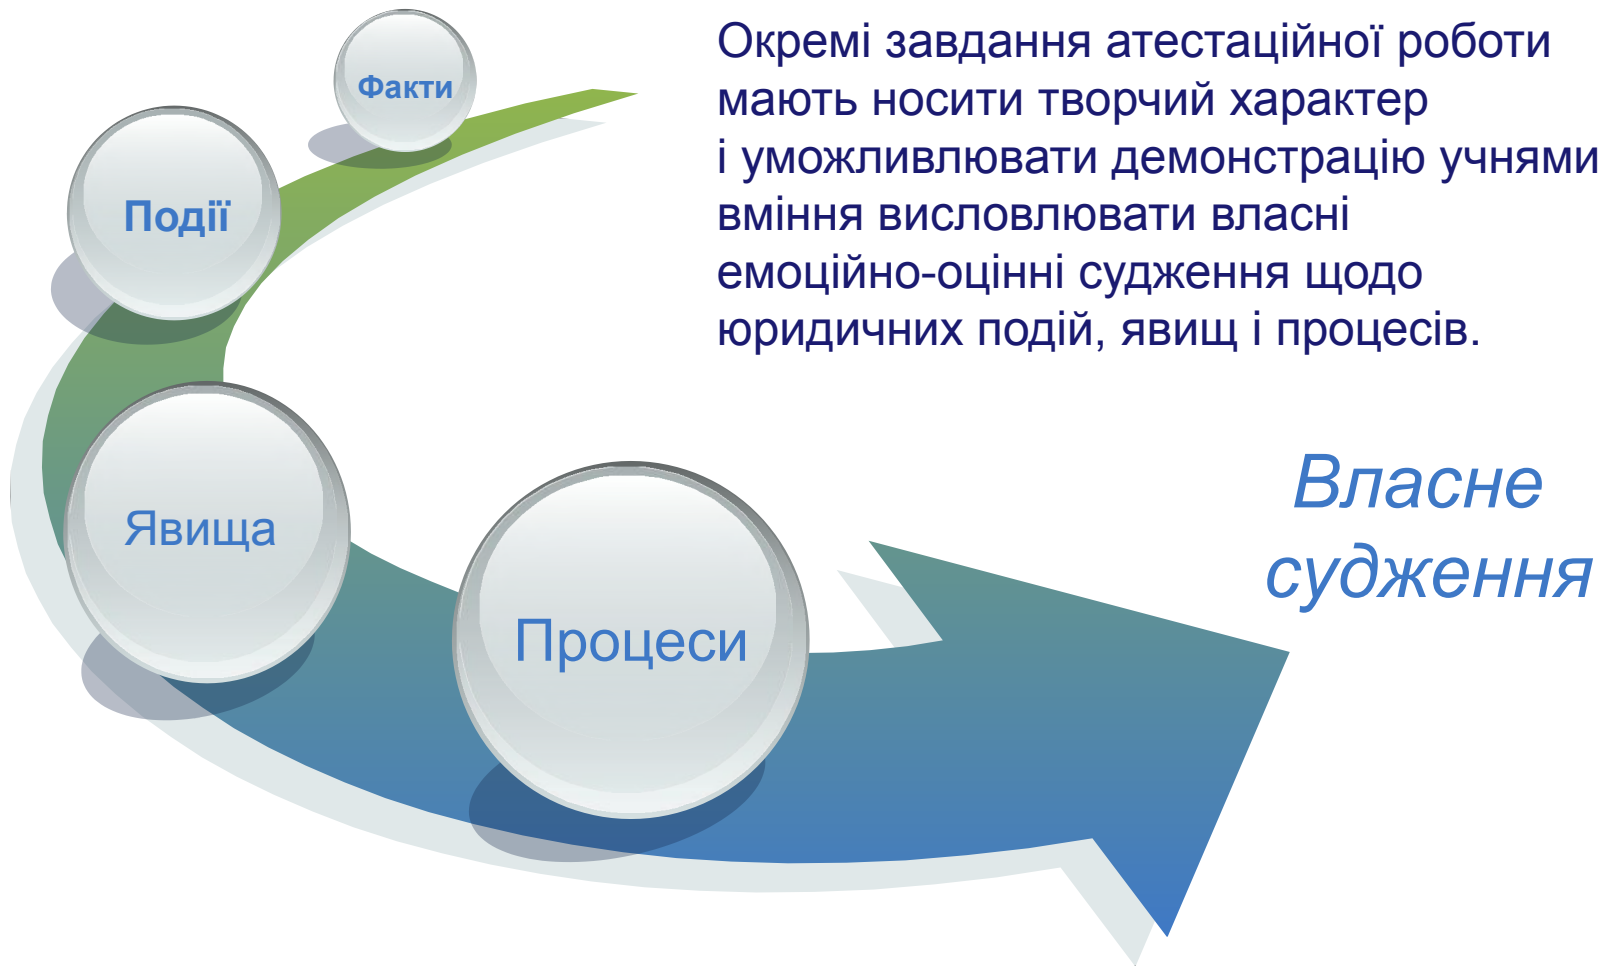 Окремі завдання атестаційної роботи
мають носити творчий характер
і уможливлювати демонстрацію учнями
вміння висловлювати власні
емоційно-оцінні судження щодо
юридичних подій, явищ і процесів.
Факти
Події
Явища
Процеси
Власне
судження